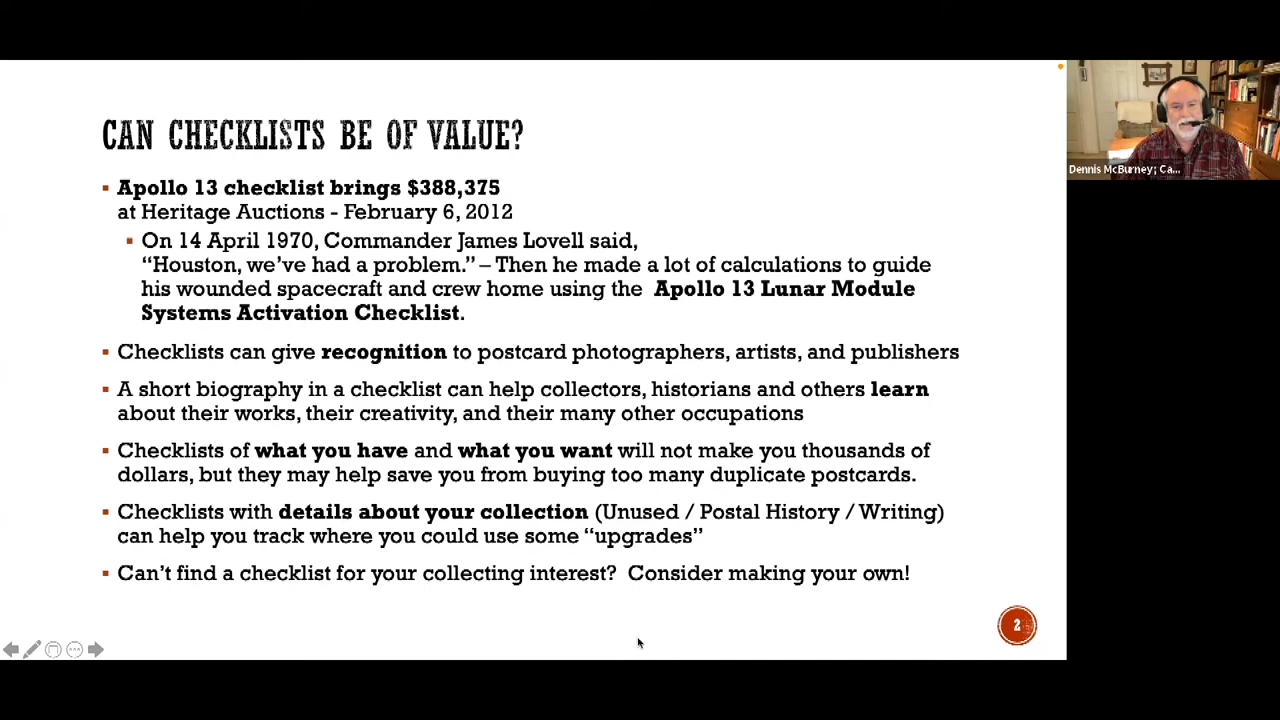 CAN CHECKLISTS BE OF VALUE?
Apollo 13 checklist brings $388,375
at Heritage Auctions - February 6, 2012
On 14 April 1970, Commander James Lovell said,
“Houston, we’ve had a problem.” – Then he made a lot of calculations to guide
his wounded spacecraft and crew home using the Apollo 13 Lunar Module
Systems Activation Checklist.
Checklists can give recognition to postcard photographers, artists, and publishers
A short biography in a checklist can help collectors, historians and others learn
about their works, their creativity, and their many other occupations
Checklists of what you have and what you want will not make you thousands of
dollars, but they may help save you from buying too many duplicate postcards.
Checklists with details about your collection (Unused / Postal History / Writing)
can help you track where you could use some “upgrades”
Can’t find a checklist for your collecting interest? Consider making your own!
2
Dennis McBurney; Ca...